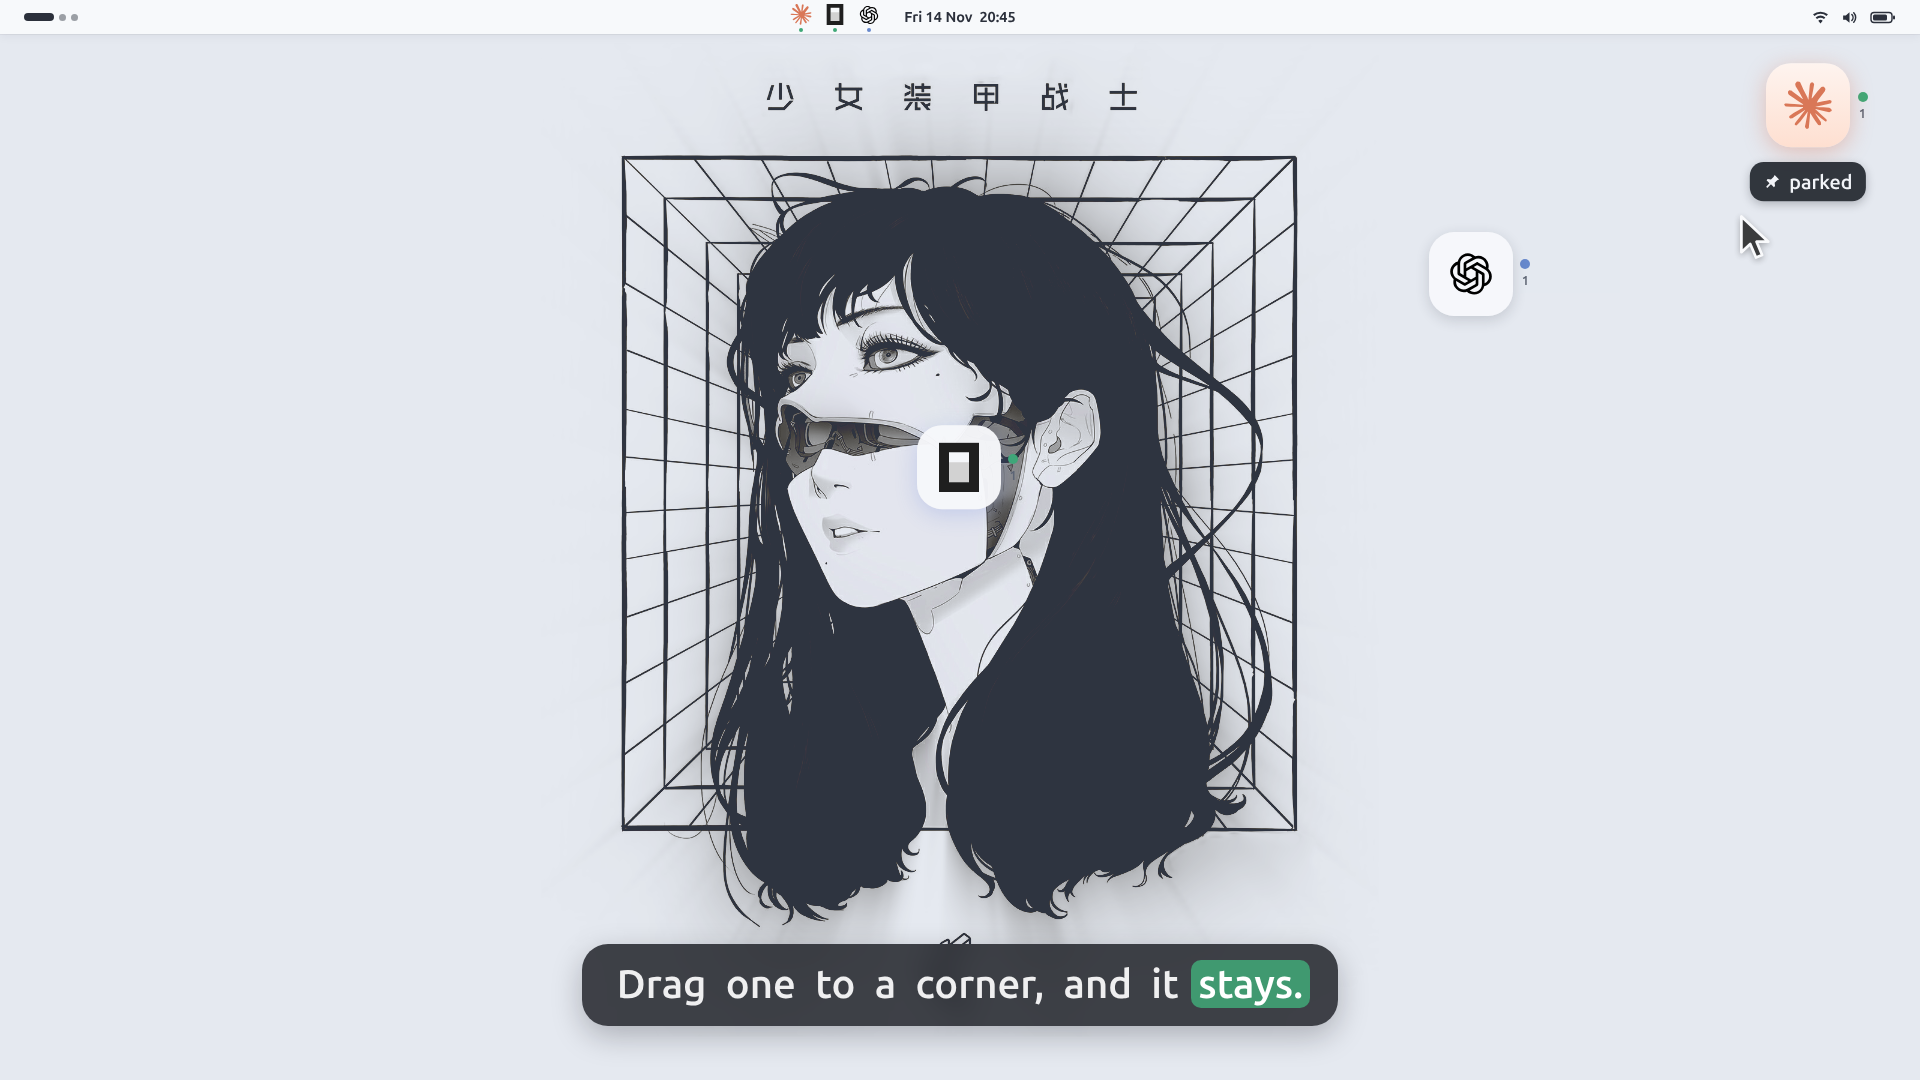 Fri 14 Nov 20:45
少女装甲战士
1
parked
1
Drag one to a corner, and it stays.